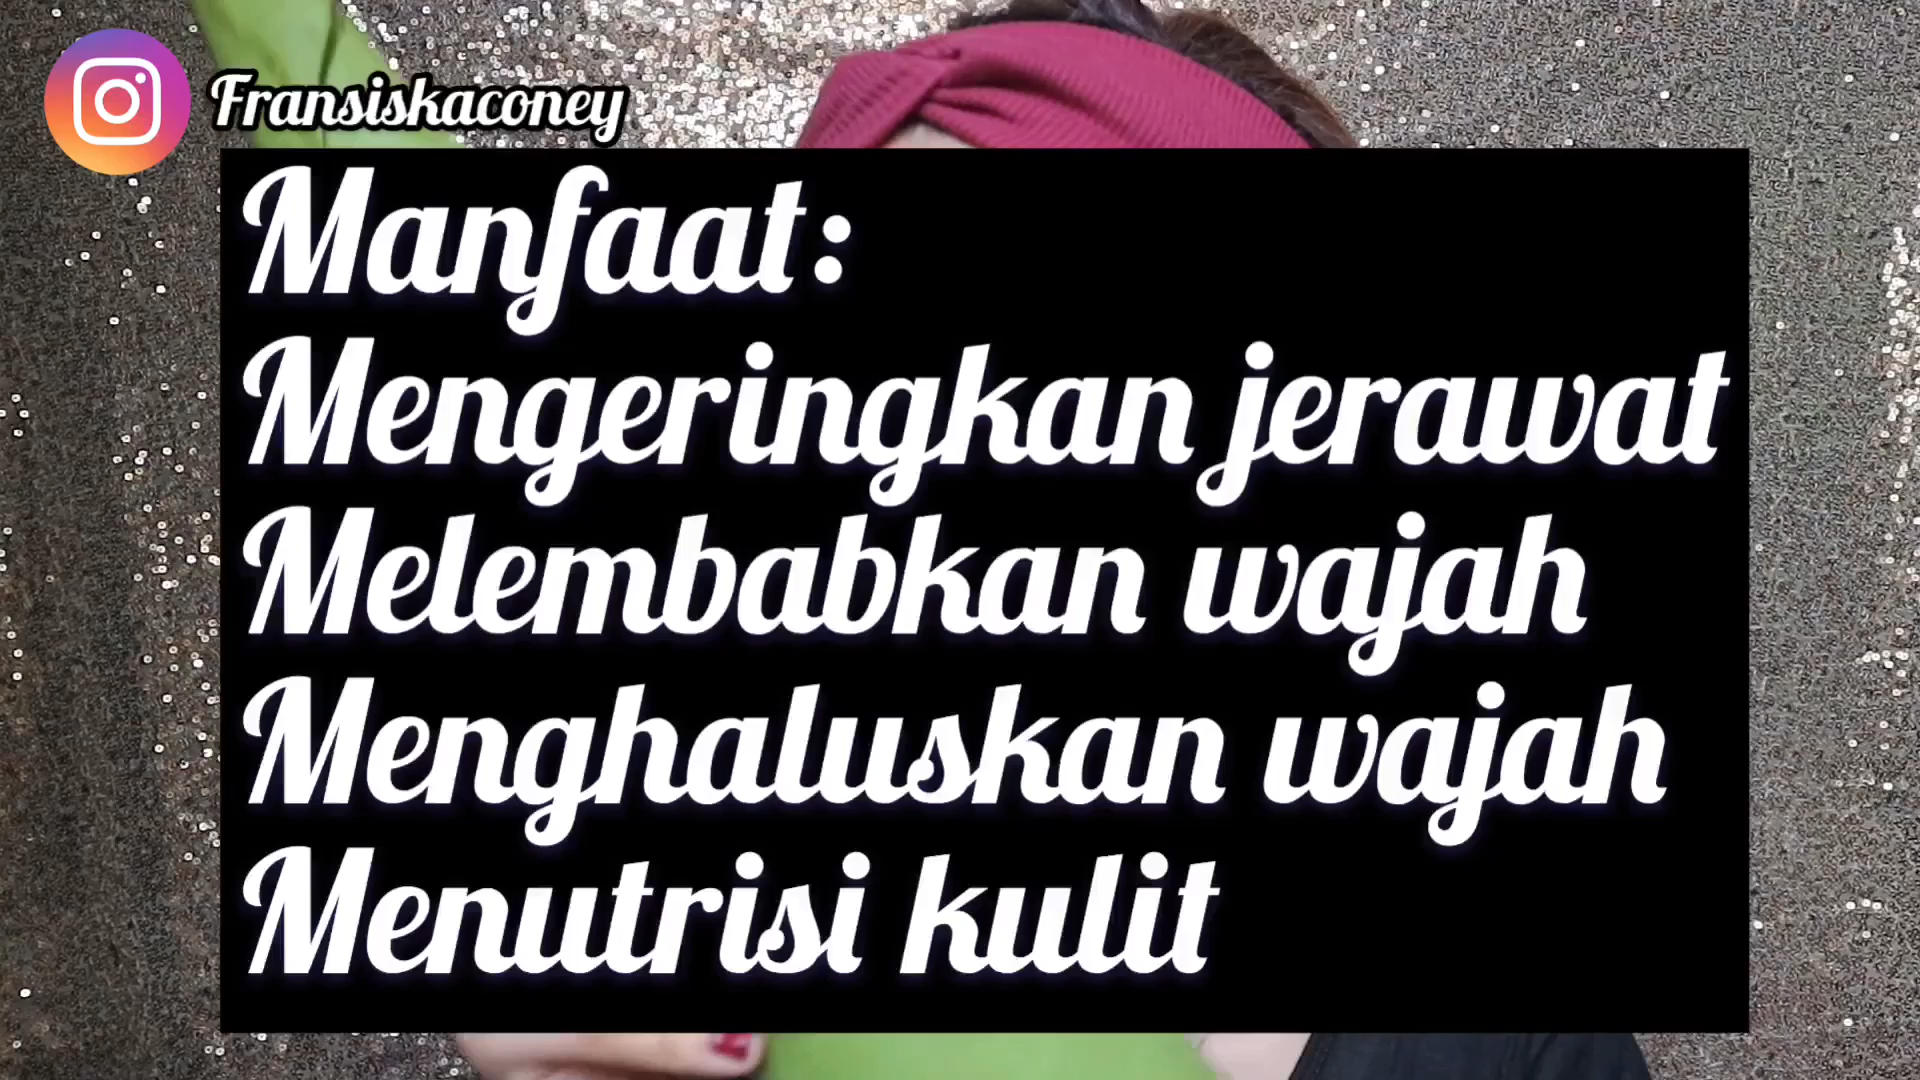 Fransiskaconey
Manfaat:
Mengeringkan jerawat
Melembabkan wajah
Menghaluskan wajah
Menutrisi kulit